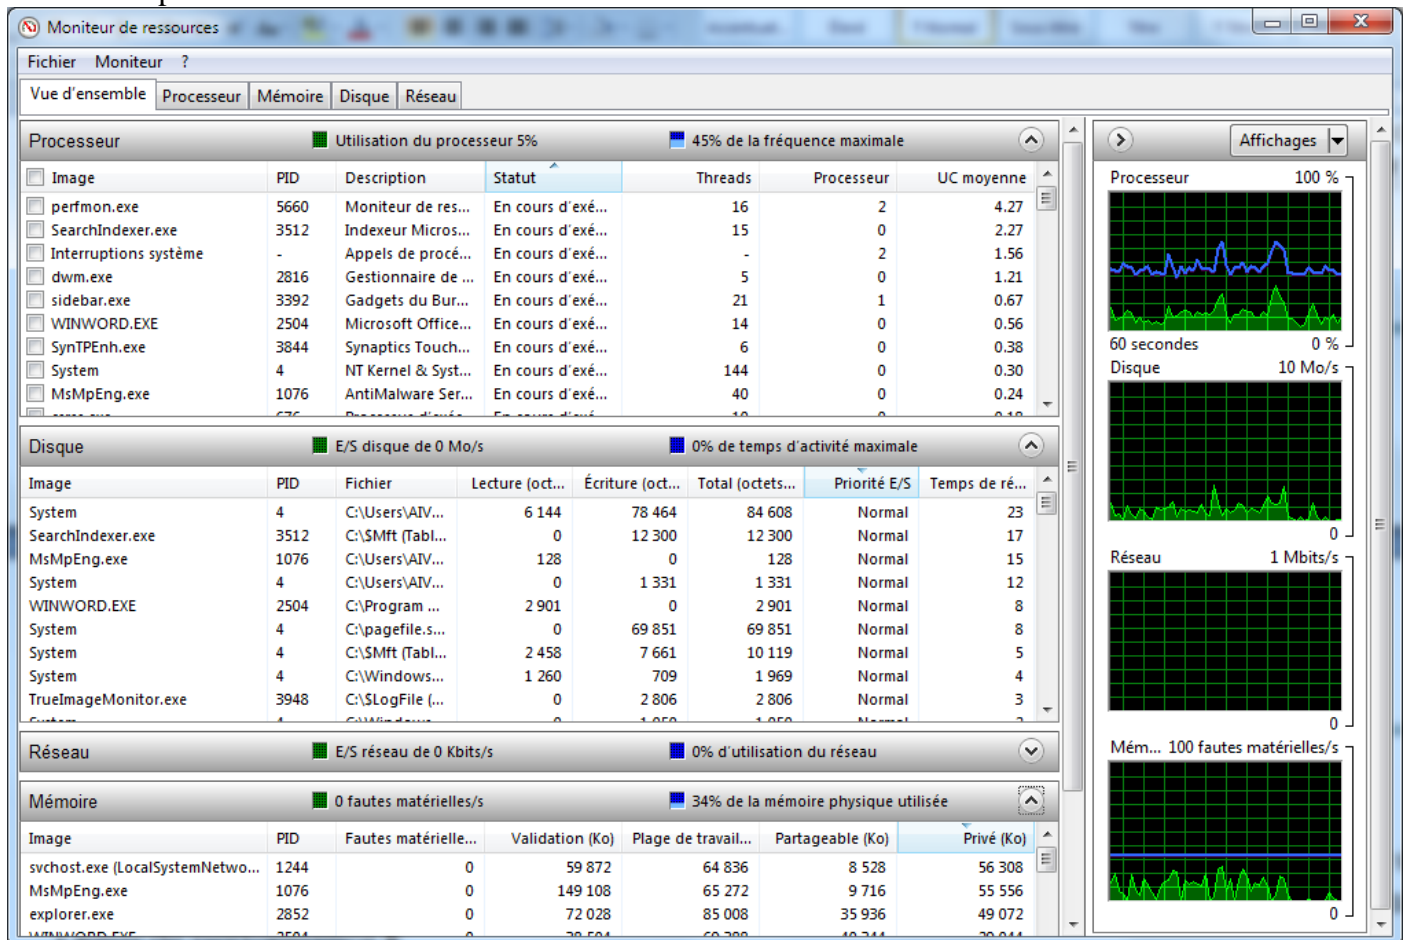 Moniteur de ressources
Fichier Moniteur ?
Vue d'ensemble Processeur Mémoire Disque Réseau
Processeur Utilisation du processeur 5% 45% de la fréquence maximale
Image PID Description Statut Threads Processeur UC moyenne
perfmon.exe 5660 Moniteur de res... En cours d'exé... 16 2 4.27
SearchIndexer.exe 3512 Indexeur Micros... En cours d'exé... 15 0 2.27
Interruptions système - Appels de procé... En cours d'exé... - 2 1.56
dwm.exe 2816 Gestionnaire de ... En cours d'exé... 5 0 1.21
sidebar.exe 3392 Gadgets du Bur... En cours d'exé... 21 1 0.67
WINWORD.EXE 2504 Microsoft Office... En cours d'exé... 14 0 0.56
SynTPEnh.exe 3844 Synaptics Touch... En cours d'exé... 6 0 0.38
System 4 NT Kernel & Syst... En cours d'exé... 144 0 0.30
MsMpEng.exe 1076 AntiMalware Ser... En cours d'exé... 40 0 0.24
Disque E/S disque de 0 Mo/s 0% de temps d'activité maximale
Image PID Fichier Lecture (oct... Écriture (oct... Total (octets... Priorité E/S Temps de ré...
System 4 C:\Users\AIV... 6 144 78 464 84 608 Normal 23
SearchIndexer.exe 3512 C:\$Mft (Tabl... 0 12 300 12 300 Normal 17
MsMpEng.exe 1076 C:\Users\AIV... 128 0 128 Normal 15
System 4 C:\Users\AIV... 0 1 331 1 331 Normal 12
WINWORD.EXE 2504 C:\Program ... 2 901 0 2 901 Normal 8
System 4 C:\pagefile.s... 0 69 851 69 851 Normal 8
System 4 C:\$Mft (Tabl... 2 458 7 661 10 119 Normal 5
System 4 C:\Windows... 1 260 709 1 969 Normal 4
TrueImageMonitor.exe 3948 C:\$LogFile (... 0 2 806 2 806 Normal 3
Réseau E/S réseau de 0 Kbits/s 0% d'utilisation du réseau
Mémoire 0 fautes matérielles/s 34% de la mémoire physique utilisée
Image PID Fautes matérielle... Validation (Ko) Plage de travail... Partageable (Ko) Privé (Ko)
svchost.exe (LocalSystemNetwo... 1244 0 59 872 64 836 8 528 56 308
MsMpEng.exe 1076 0 149 108 65 272 9 716 55 556
explorer.exe 2852 0 72 028 85 008 35 936 49 072
Affichages
Processeur 100 %
60 secondes 0 %
Disque 10 Mo/s
0
Réseau 1 Mbits/s
0
Mém... 100 fautes matérielles/s
0